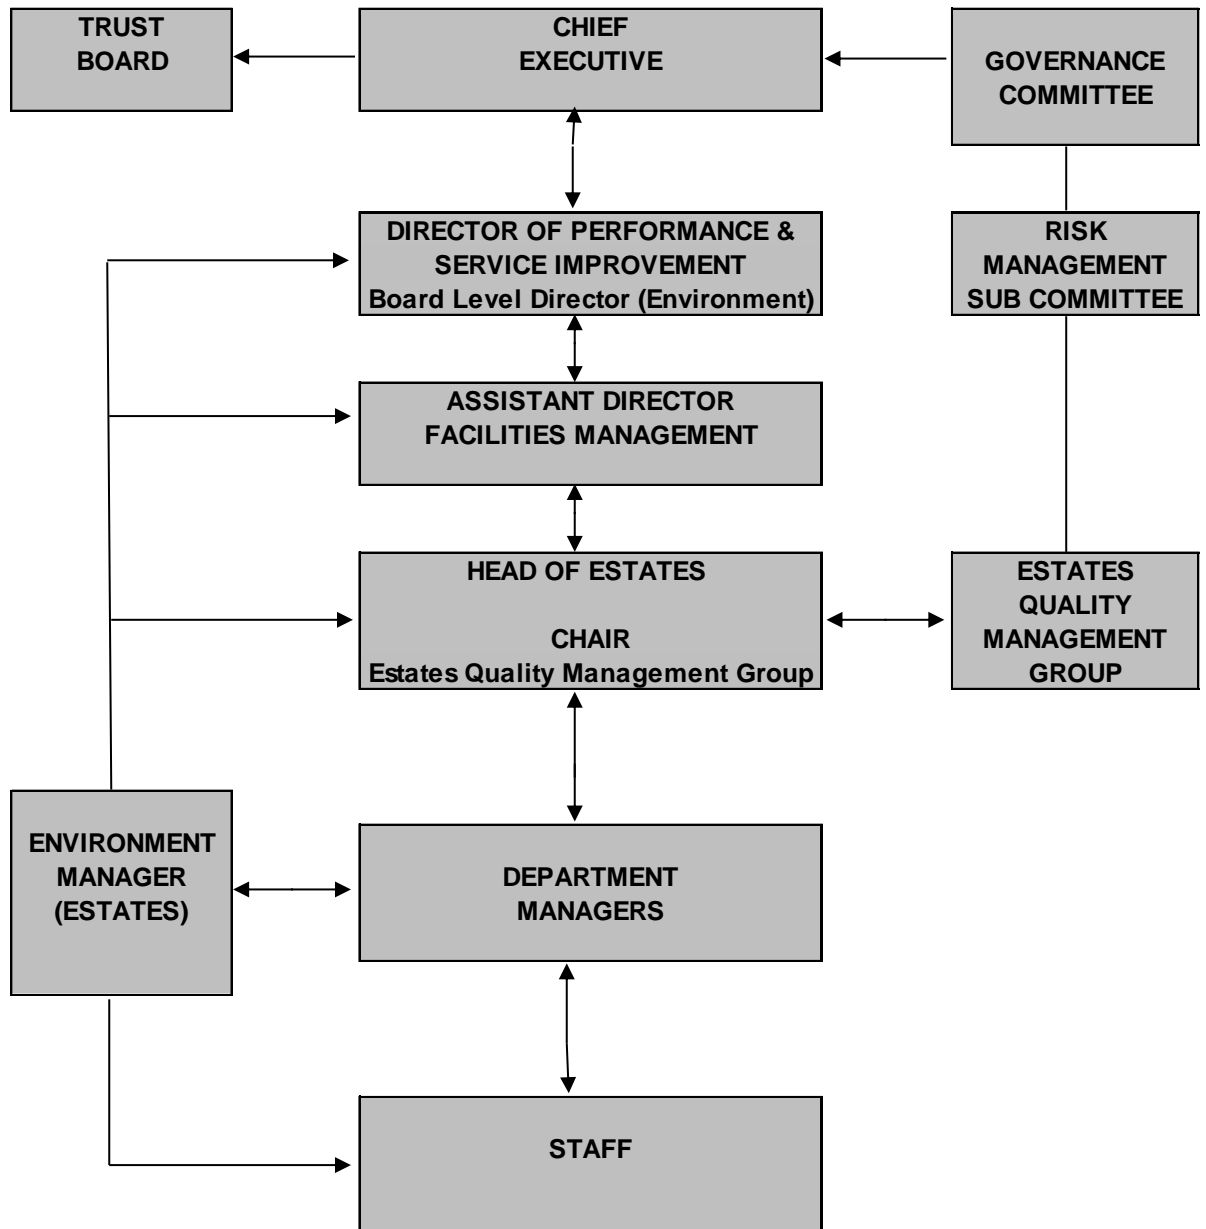 TRUST
BOARD
CHIEF
EXECUTIVE
GOVERNANCE
COMMITTEE
DIRECTOR OF PERFORMANCE &
SERVICE IMPROVEMENT
Board Level Director (Environment)
RISK
MANAGEMENT
SUB COMMITTEE
ASSISTANT DIRECTOR
FACILITIES MANAGEMENT
HEAD OF ESTATES
CHAIR
Estates Quality Management Group
ESTATES
QUALITY
MANAGEMENT
GROUP
ENVIRONMENT
MANAGER
(ESTATES)
DEPARTMENT
MANAGERS
STAFF